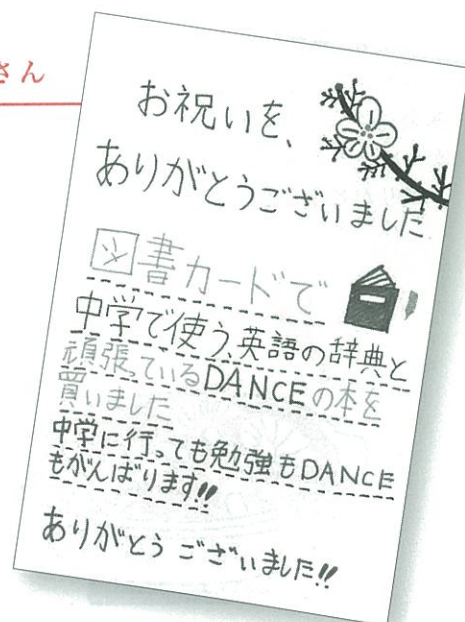 さん
お祝いを、
ありがとうございました
図書カードで
中学で使う、英語の辞典と
頑張っているDANCEの本を
買いました
中学に行っても勉強もDANCE
もがんばります!!
ありがとうございました!!